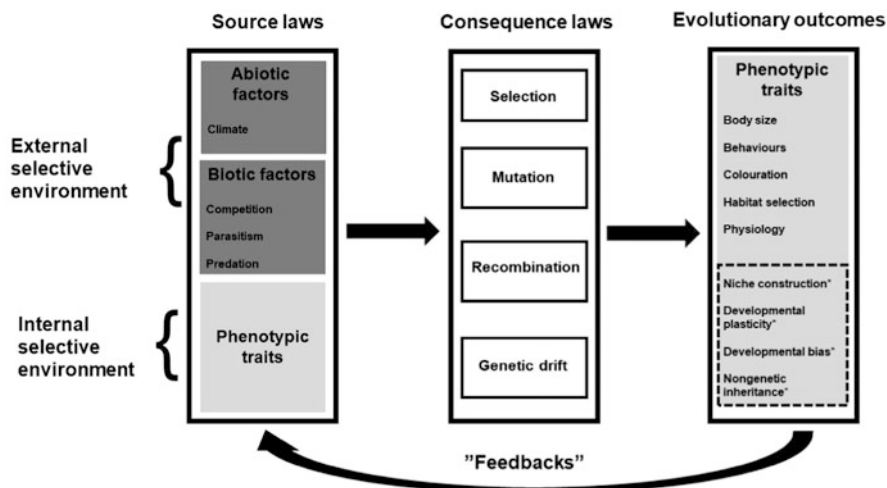 Source laws
Consequence laws
Evolutionary outcomes
External
selective
environment
Internal
selective
environment
Abiotic
factors
Climate
Biotic factors
Competition
Parasitism
Predation
Phenotypic
traits
Selection
Mutation
Recombination
Genetic drift
Phenotypic
traits
Body size
Behaviours
Colouration
Habitat selection
Physiology
Niche construction*
Developmental
plasticity*
Developmental bias*
Nongenetic
inheritance*
”Feedbacks”